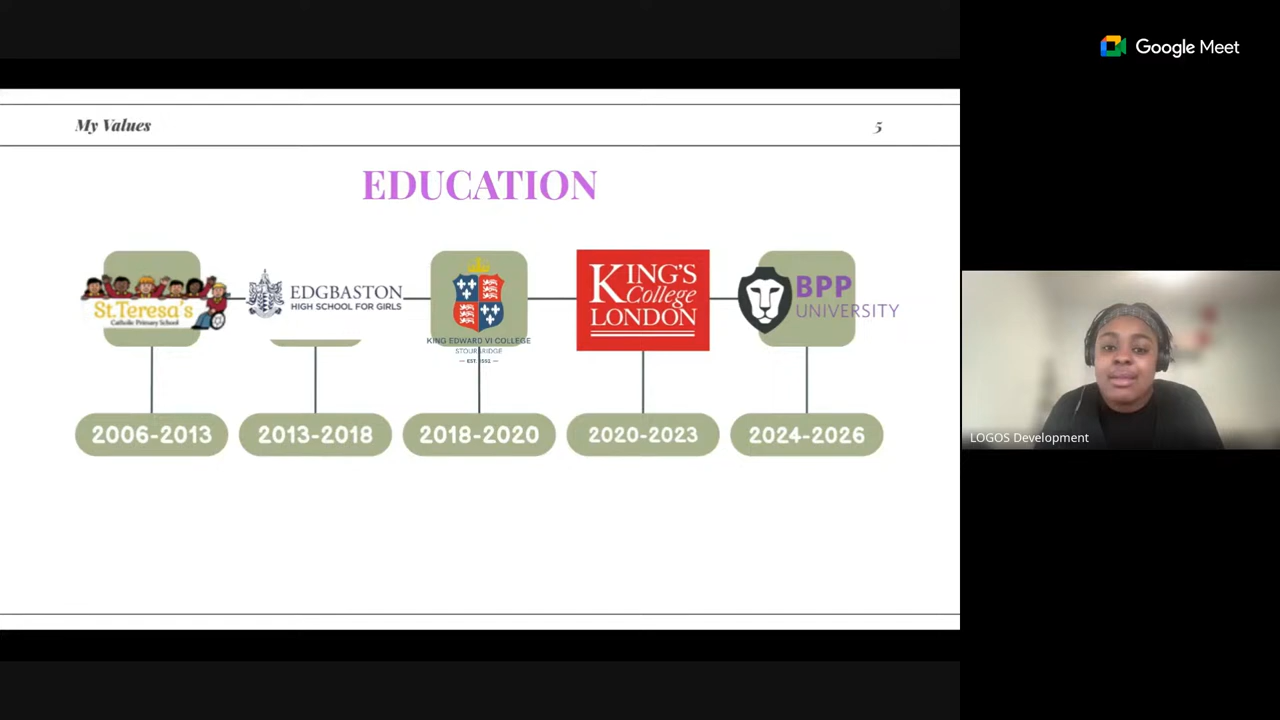 Google Meet
My Values
5
EDUCATION
St.Teresa's
Catholic Primary School
EDGBASTON
HIGH SCHOOL FOR GIRLS
KING EDWARD VI COLLEGE
STOURBRIDGE
— EST. 1552 —
KING'S
College
LONDON
BPP
UNIVERSITY
2006-2013
2013-2018
2018-2020
2020-2023
2024-2026
LOGOS Development